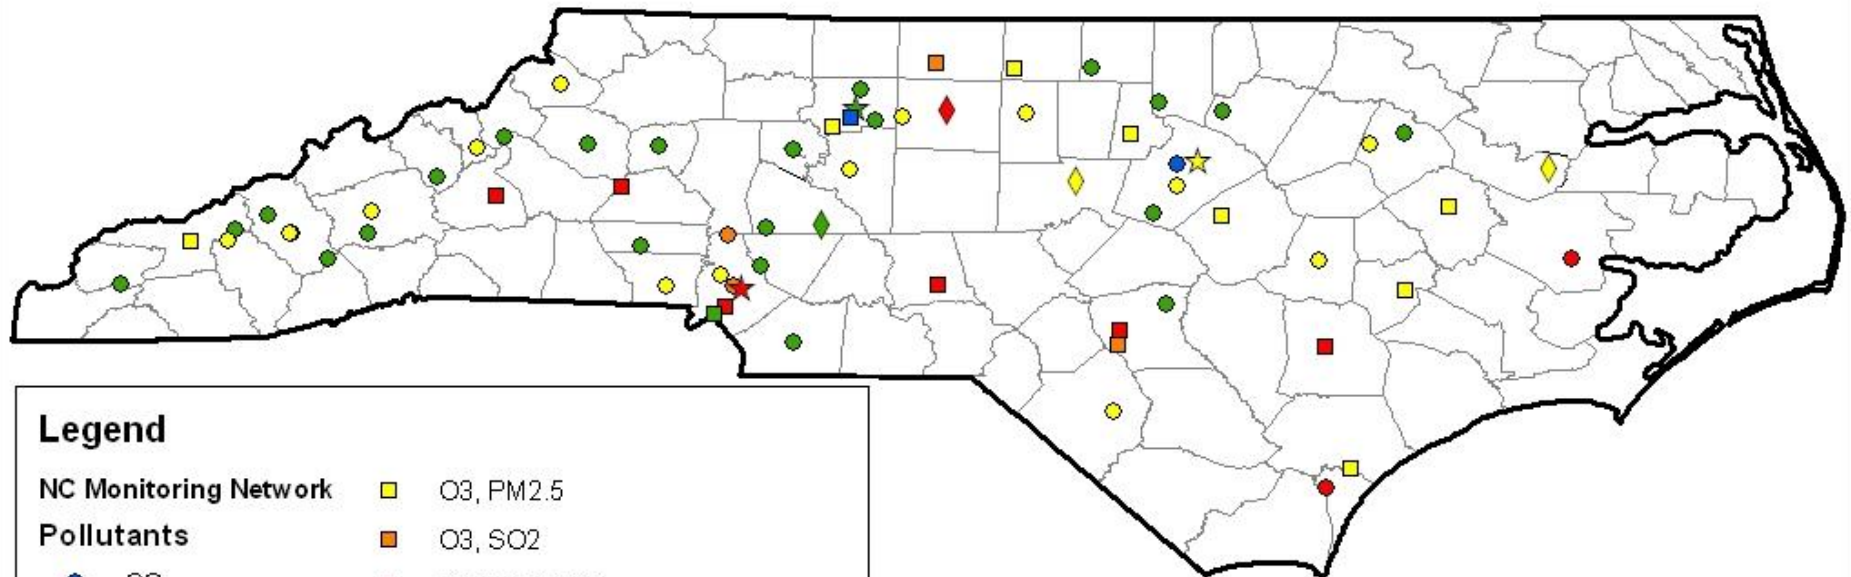 Legend
NC Monitoring Network
O3, PM2.5
Pollutants
O3, SO2